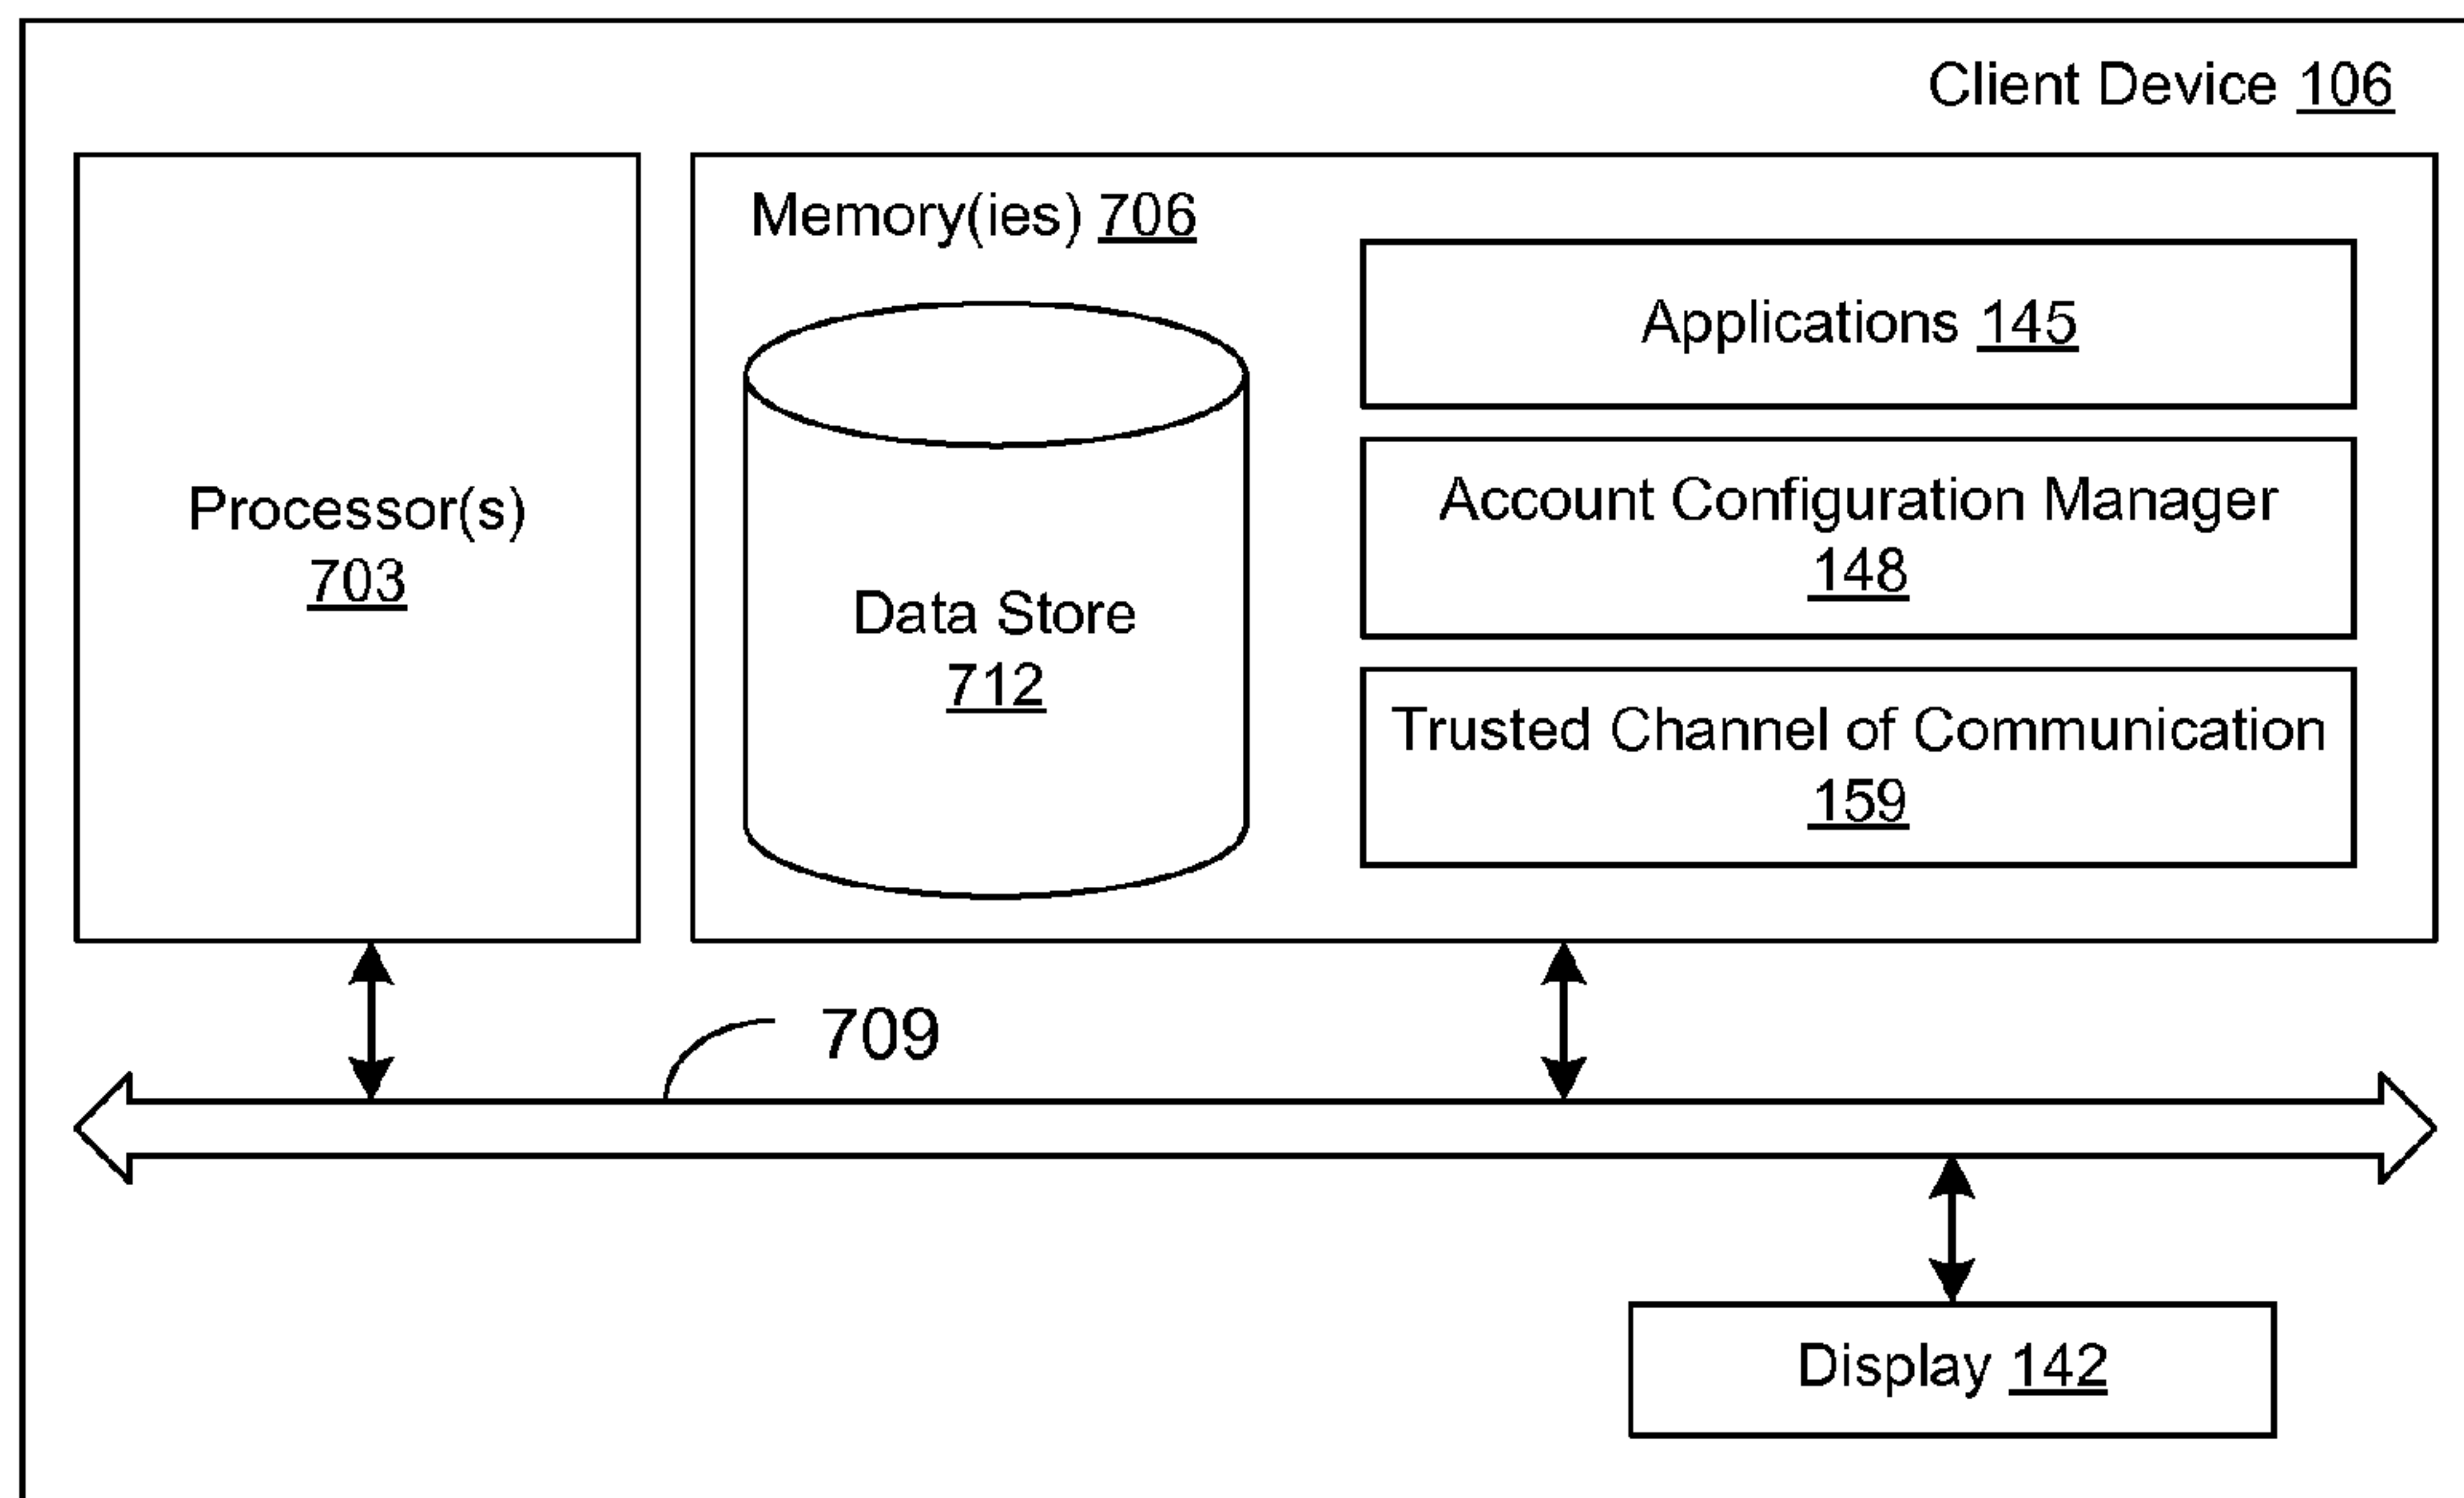 Client Device 106
Memory(ies) 706
Applications 145
Processor(s)
703
Account Configuration Manager
148
Data Store
712
Trusted Channel of Communication
159
709
Display 142